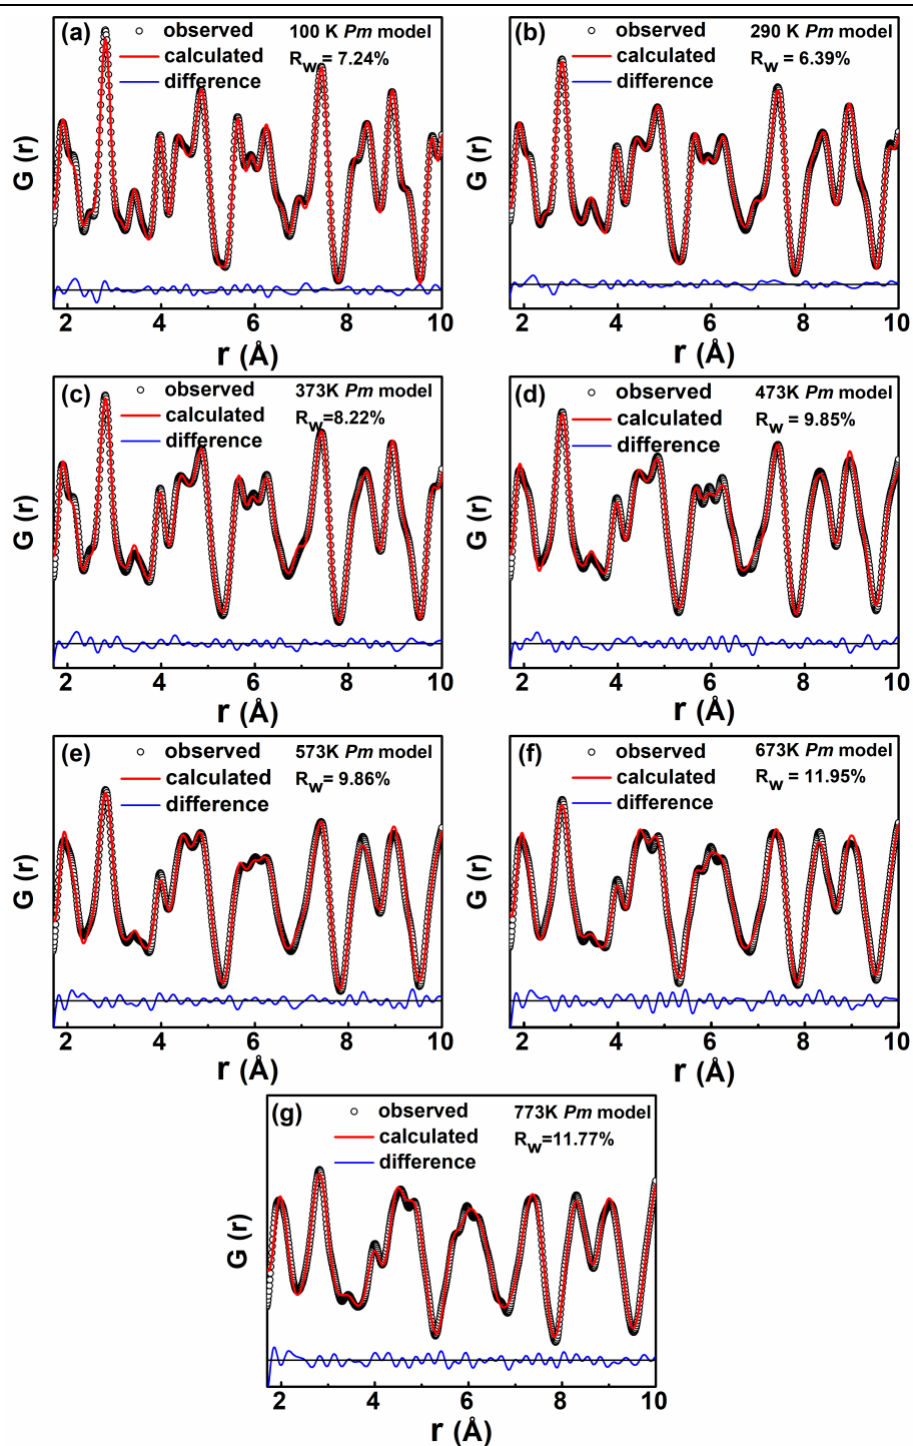 (a) observed 100 K Pm model
calculated RW = 7.24%
difference
G (r)
2 4 6 8 10
r (Å)
(b) observed 290 K Pm model
calculated RW = 6.39%
difference
G (r)
2 4 6 8 10
r (Å)
(c) observed 373K Pm model
calculated RW=8.22%
difference
G (r)
2 4 6 8 10
r (Å)
(d) observed 473K Pm model
calculated RW = 9.85%
difference
G (r)
2 4 6 8 10
r (Å)
(e) observed 573K Pm model
calculated RW= 9.86%
difference
G (r)
2 4 6 8 10
r (Å)
(f) observed 673K Pm model
calculated RW = 11.95%
difference
G (r)
2 4 6 8 10
r (Å)
(g) observed 773K Pm model
calculated RW=11.77%
difference
G (r)
2 4 6 8 10
r (Å)